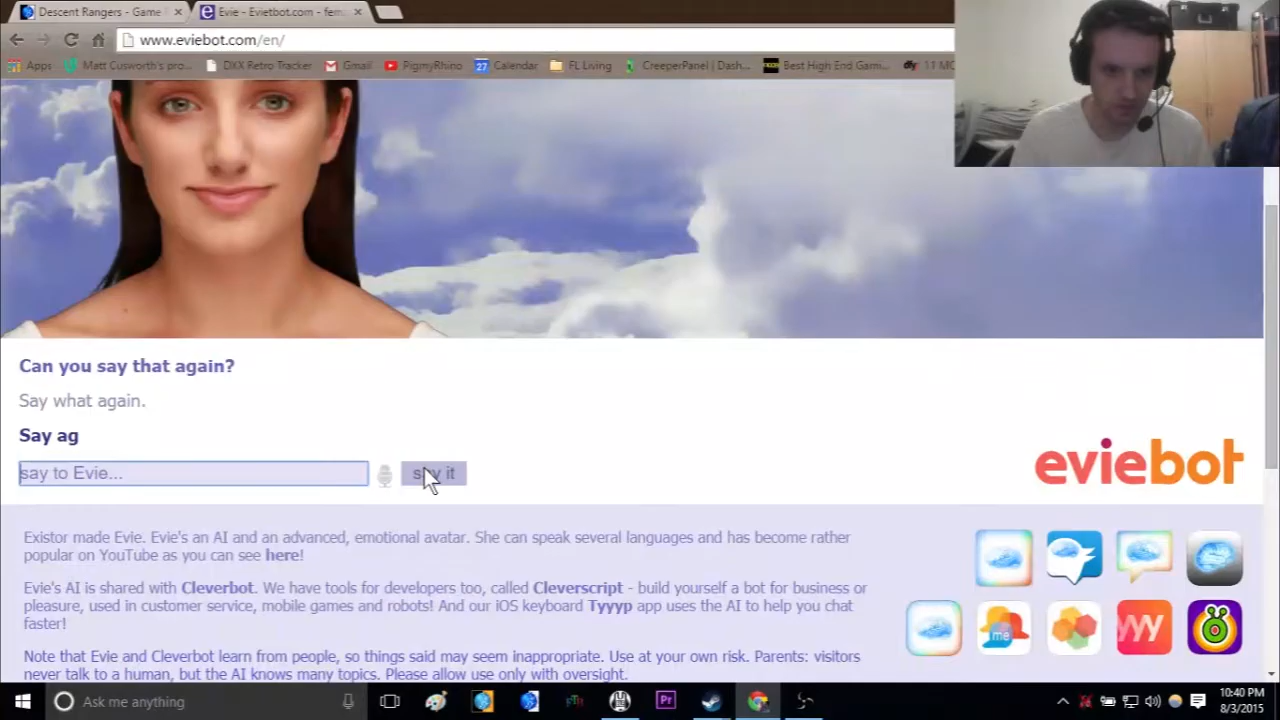 Descent Rangers - Game
Evie - Evietbot.com - fem
www.eviebot.com/en/
Apps
Matt Cusworth's pro...
DXX Retro Tracker
Gmail
PigmyRhino
27
Calendar
FL Living
CreeperPanel | Dash...
Best High End Gami...
Can you say that again?
Say what again.
Say ag
say to Evie...
say it
eviebot
Existor made Evie. Evie's an AI and an advanced, emotional avatar. She can speak several languages and has become rather
popular on YouTube as you can see here!
Evie's AI is shared with Cleverbot. We have tools for developers too, called Cleverscript - build yourself a bot for business or
pleasure, used in customer service, mobile games and robots! And our iOS keyboard Tyyyp app uses the AI to help you chat
faster!
me
Note that Evie and Cleverbot learn from people, so things said may seem inappropriate. Use at your own risk. Parents: visitors
never talk to a human, but the AI knows many topics. Please allow use only with oversight.
Ask me anything
Pr
10:40 PM
8/3/2015